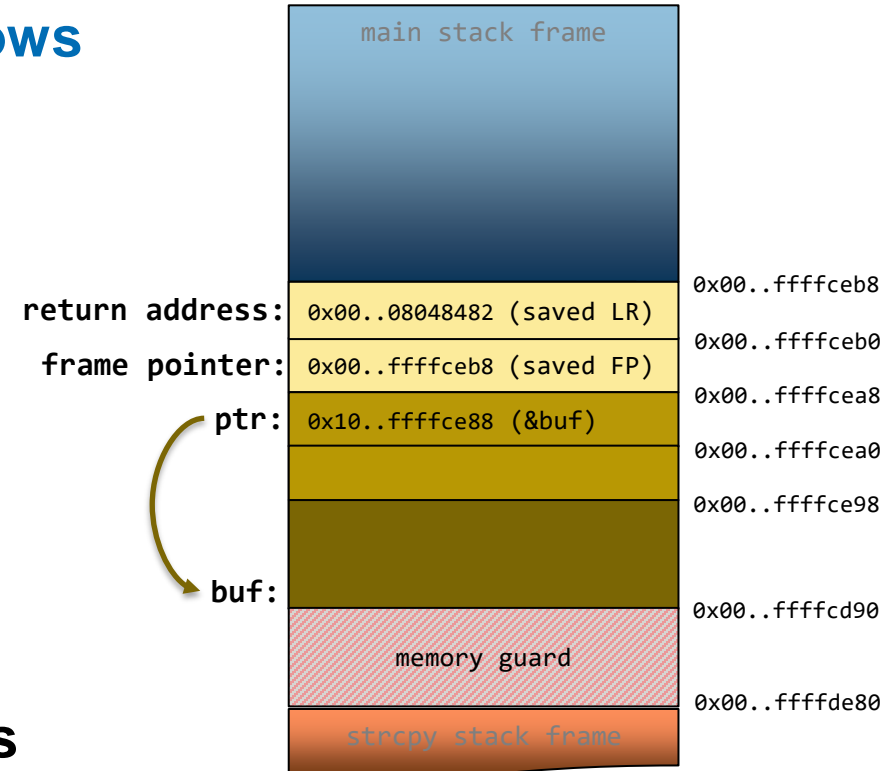 ows
main stack frame
0x00..ffffceb8
return address: 0x00..08048482 (saved LR)
0x00..ffffceb0
frame pointer: 0x00..ffffceb8 (saved FP)
0x00..ffffcea8
ptr: 0x10..ffffce88 (&buf)
0x00..ffffcea0
0x00..ffffce98
buf:
0x00..ffffcd90
memory guard
0x00..ffffde80
s
strcpy stack frame